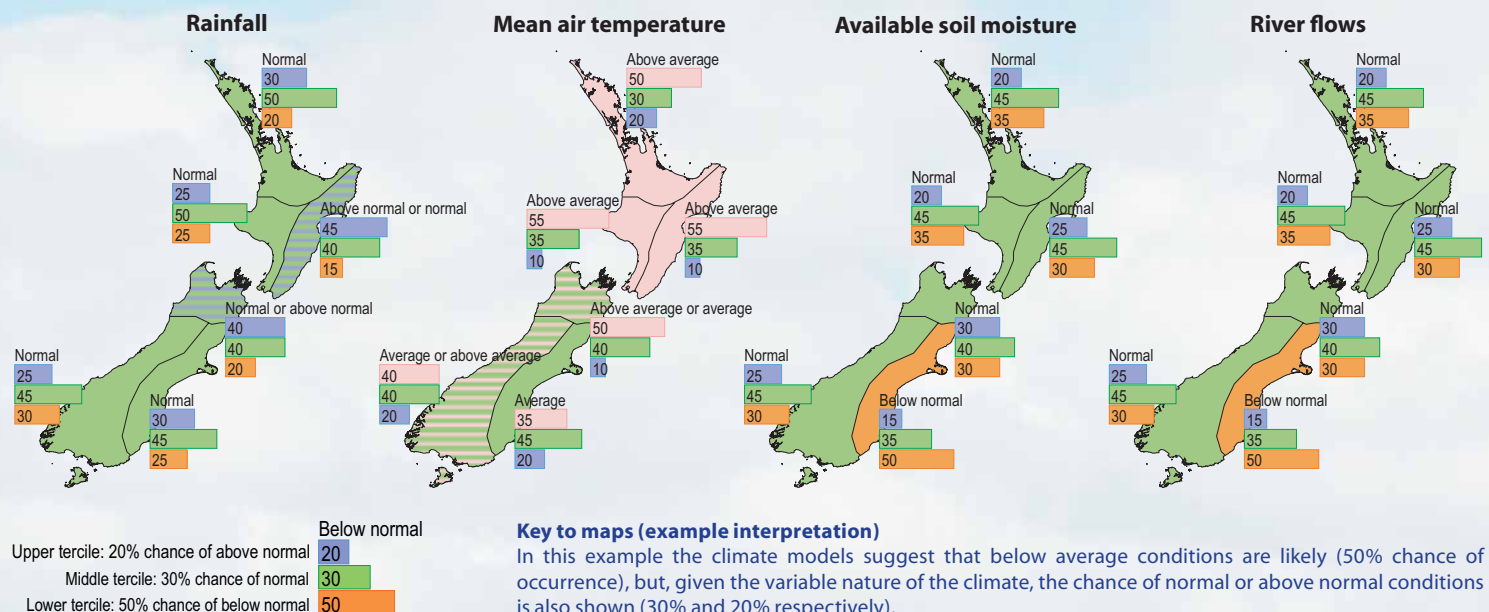 Rainfall
Normal
30
50
20
Normal
25
50
25
Above normal or normal
45
40
15
Normal or above normal
40
40
20
Normal
25
45
30
Normal
30
45
25
Mean air temperature
Above average
50
30
20
Above average
55
35
10
Above average
55
35
10
Above average or average
50
40
10
Average or above average
40
40
20
Average
35
45
20
Available soil moisture
Normal
20
45
35
Normal
20
45
35
Normal
25
45
30
Normal
30
40
30
Normal
25
45
30
Below normal
15
35
50
River flows
Normal
20
45
35
Normal
20
45
35
Normal
25
45
30
Normal
30
40
30
Normal
25
45
30
Below normal
15
35
50
Below normal
Upper tercile: 20% chance of above normal 20
Middle tercile: 30% chance of normal 30
Lower tercile: 50% chance of below normal 50
Key to maps (example interpretation)
In this example the climate models suggest that below average conditions are likely (50% chance of
occurrence), but, given the variable nature of the climate, the chance of normal or above normal conditions
is also shown (30% and 20% respectively).